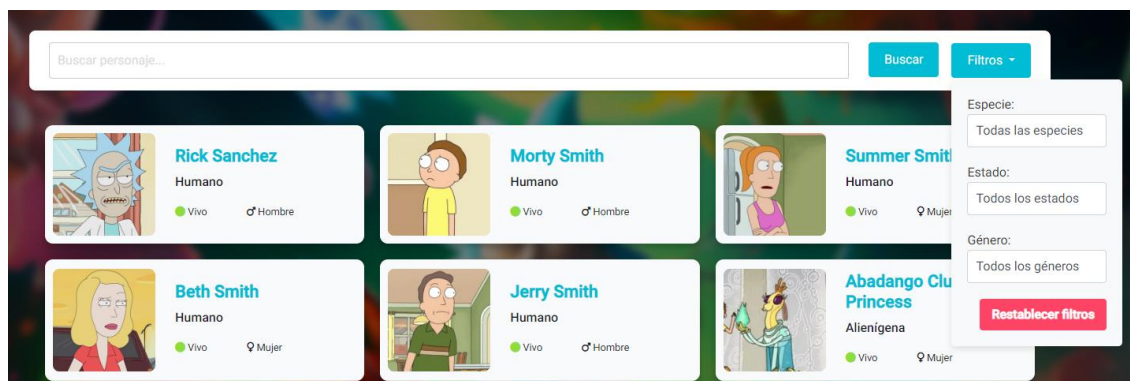 Buscar personaje...
Buscar
Filtros
Especie:
Todas las especies
Estado:
Todos los estados
Género:
Todos los géneros
Restablecer filtros
Rick Sanchez
Humano
Vivo
Hombre
Morty Smith
Humano
Vivo
Hombre
Summer Smit
Humano
Vivo
Mujer
Beth Smith
Humano
Vivo
Mujer
Jerry Smith
Humano
Vivo
Hombre
Abadango Clu
Princess
Alienígena
Vivo
Mujer